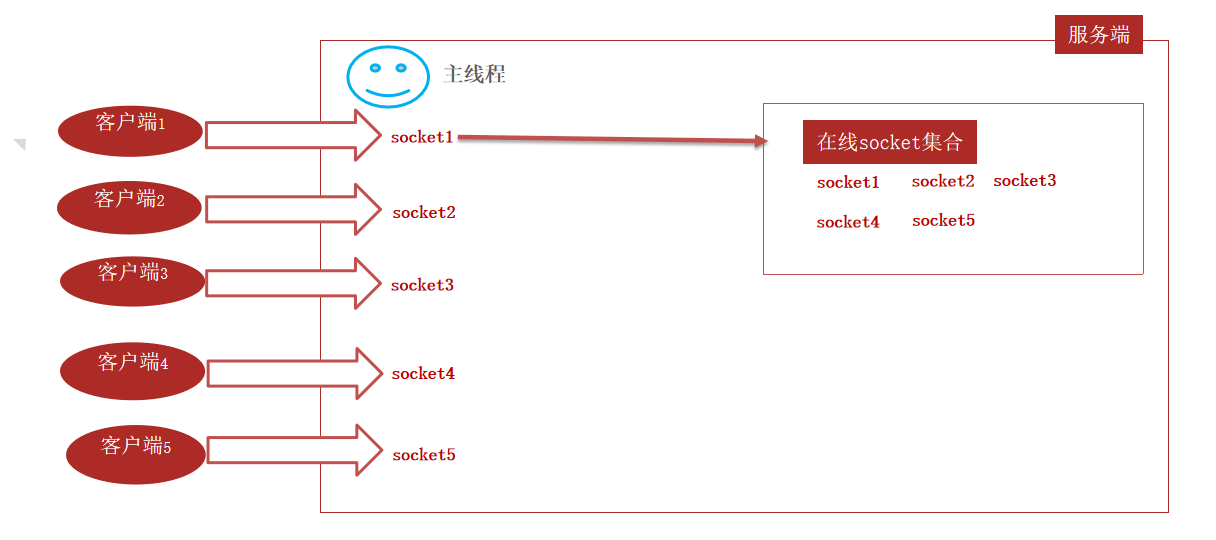 服务端
主线程
客户端1
socket1
在线socket集合
socket1 socket2 socket3
socket4 socket5
客户端2
socket2
客户端3
socket3
客户端4
socket4
客户端5
socket5